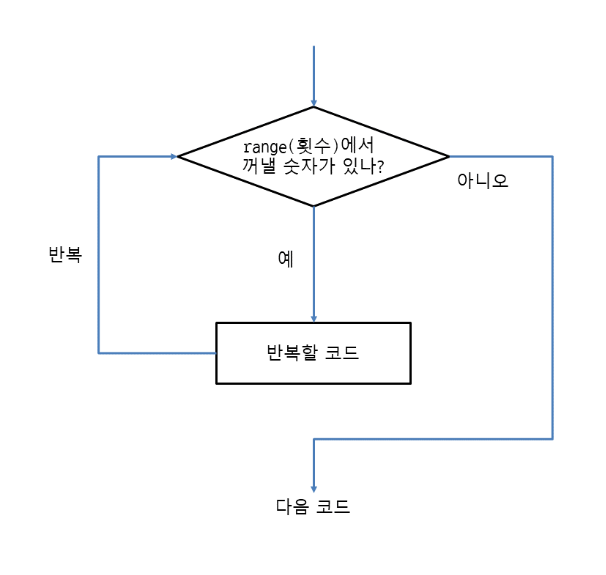 range(횟수)에서
꺼낼 숫자가 있나?
아니오
반복
예
반복할 코드
다음 코드